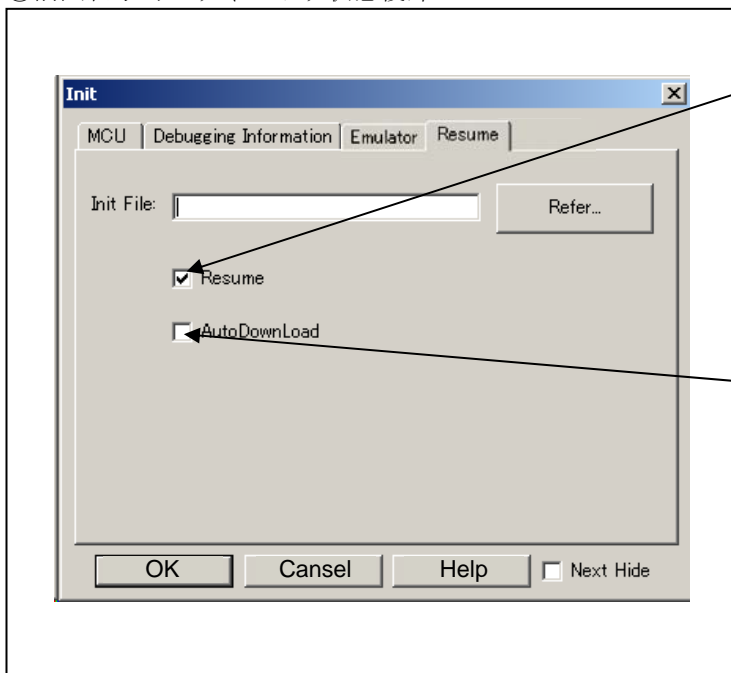 Init
MCU Debugging Information Emulator Resume
Init File:
Refer...
Resume
AutoDownLoad
OK Cansel Help Next Hide